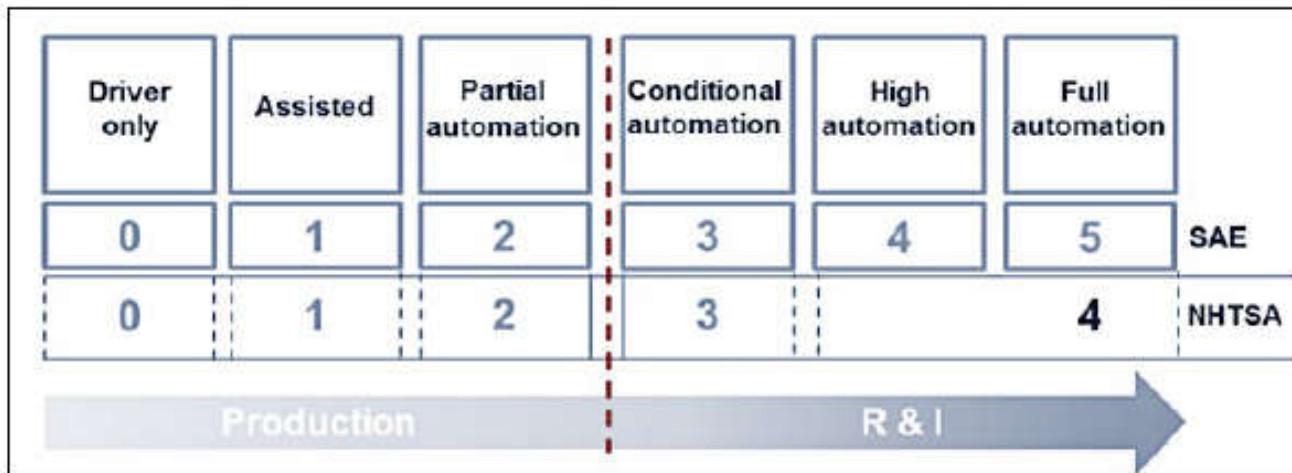 Driver only
Assisted
Partial automation
Conditional automation
High automation
Full automation
0 1 2 3 4 5 SAE
0 1 2 3 4 NHTSA
Production R & I